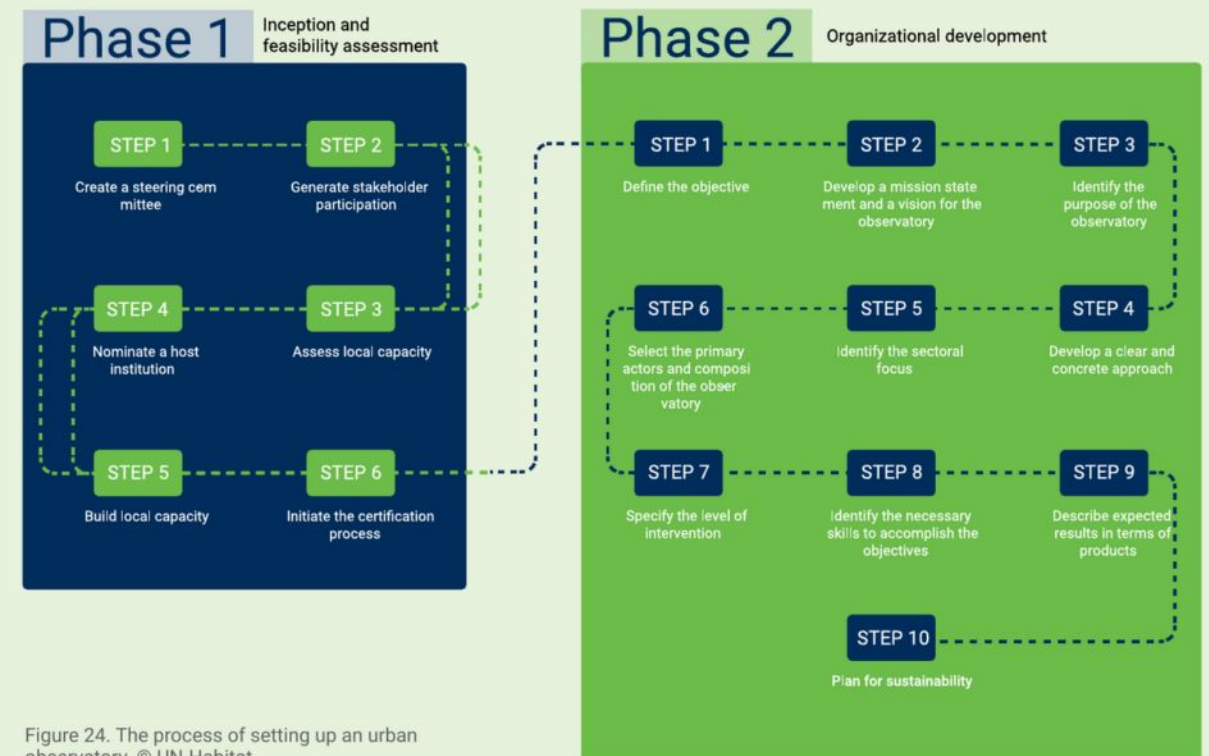 Phase 1
Inception and
feasibility assessment
STEP 1
Create a steering com
mittee
STEP 2
Generate stakeholder
participation
STEP 3
Assess local capacity
STEP 4
Nominate a host
institution
STEP 5
Build local capacity
STEP 6
Initiate the certification
process
Phase 2
Organizational development
STEP 1
Define the objective
STEP 2
Develop a mission state
ment and a vision for the
observatory
STEP 3
Identify the
purpose of the
observatory
STEP 4
Develop a clear and
concrete approach
STEP 5
Identify the sectoral
focus
STEP 6
Select the primary
actors and composi
tion of the obser
vatory
STEP 7
Specify the level of
intervention
STEP 8
Identify the necessary
skills to accomplish the
objectives
STEP 9
Describe expected
results in terms of
products
STEP 10
Plan for sustainability
Figure 24. The process of setting up an urban
observatory. © UN-Habitat